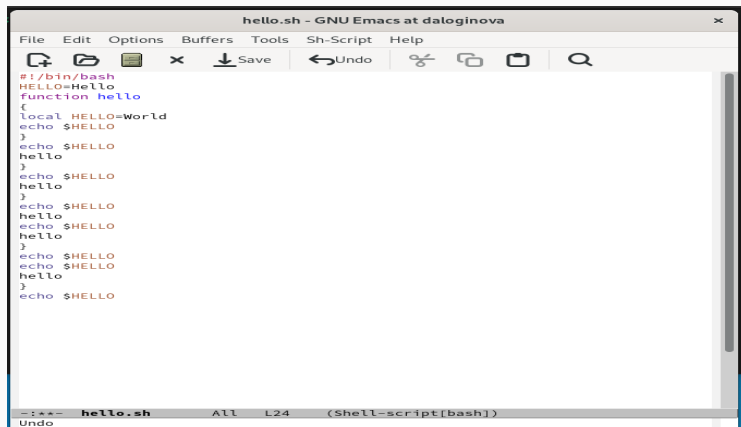 hello.sh - GNU Emacs at daloginova ×
File Edit Options Buffers Tools Sh-Script Help
Save Undo
#!/bin/bash
HELLO=Hello
function hello
{
local HELLO=World
echo $HELLO
}
echo $HELLO
hello
}
echo $HELLO
hello
}
echo $HELLO
hello
echo $HELLO
hello
}
echo $HELLO
echo $HELLO
hello
}
echo $HELLO
-:**- hello.sh All L24 (Shell-script[bash])
Undo